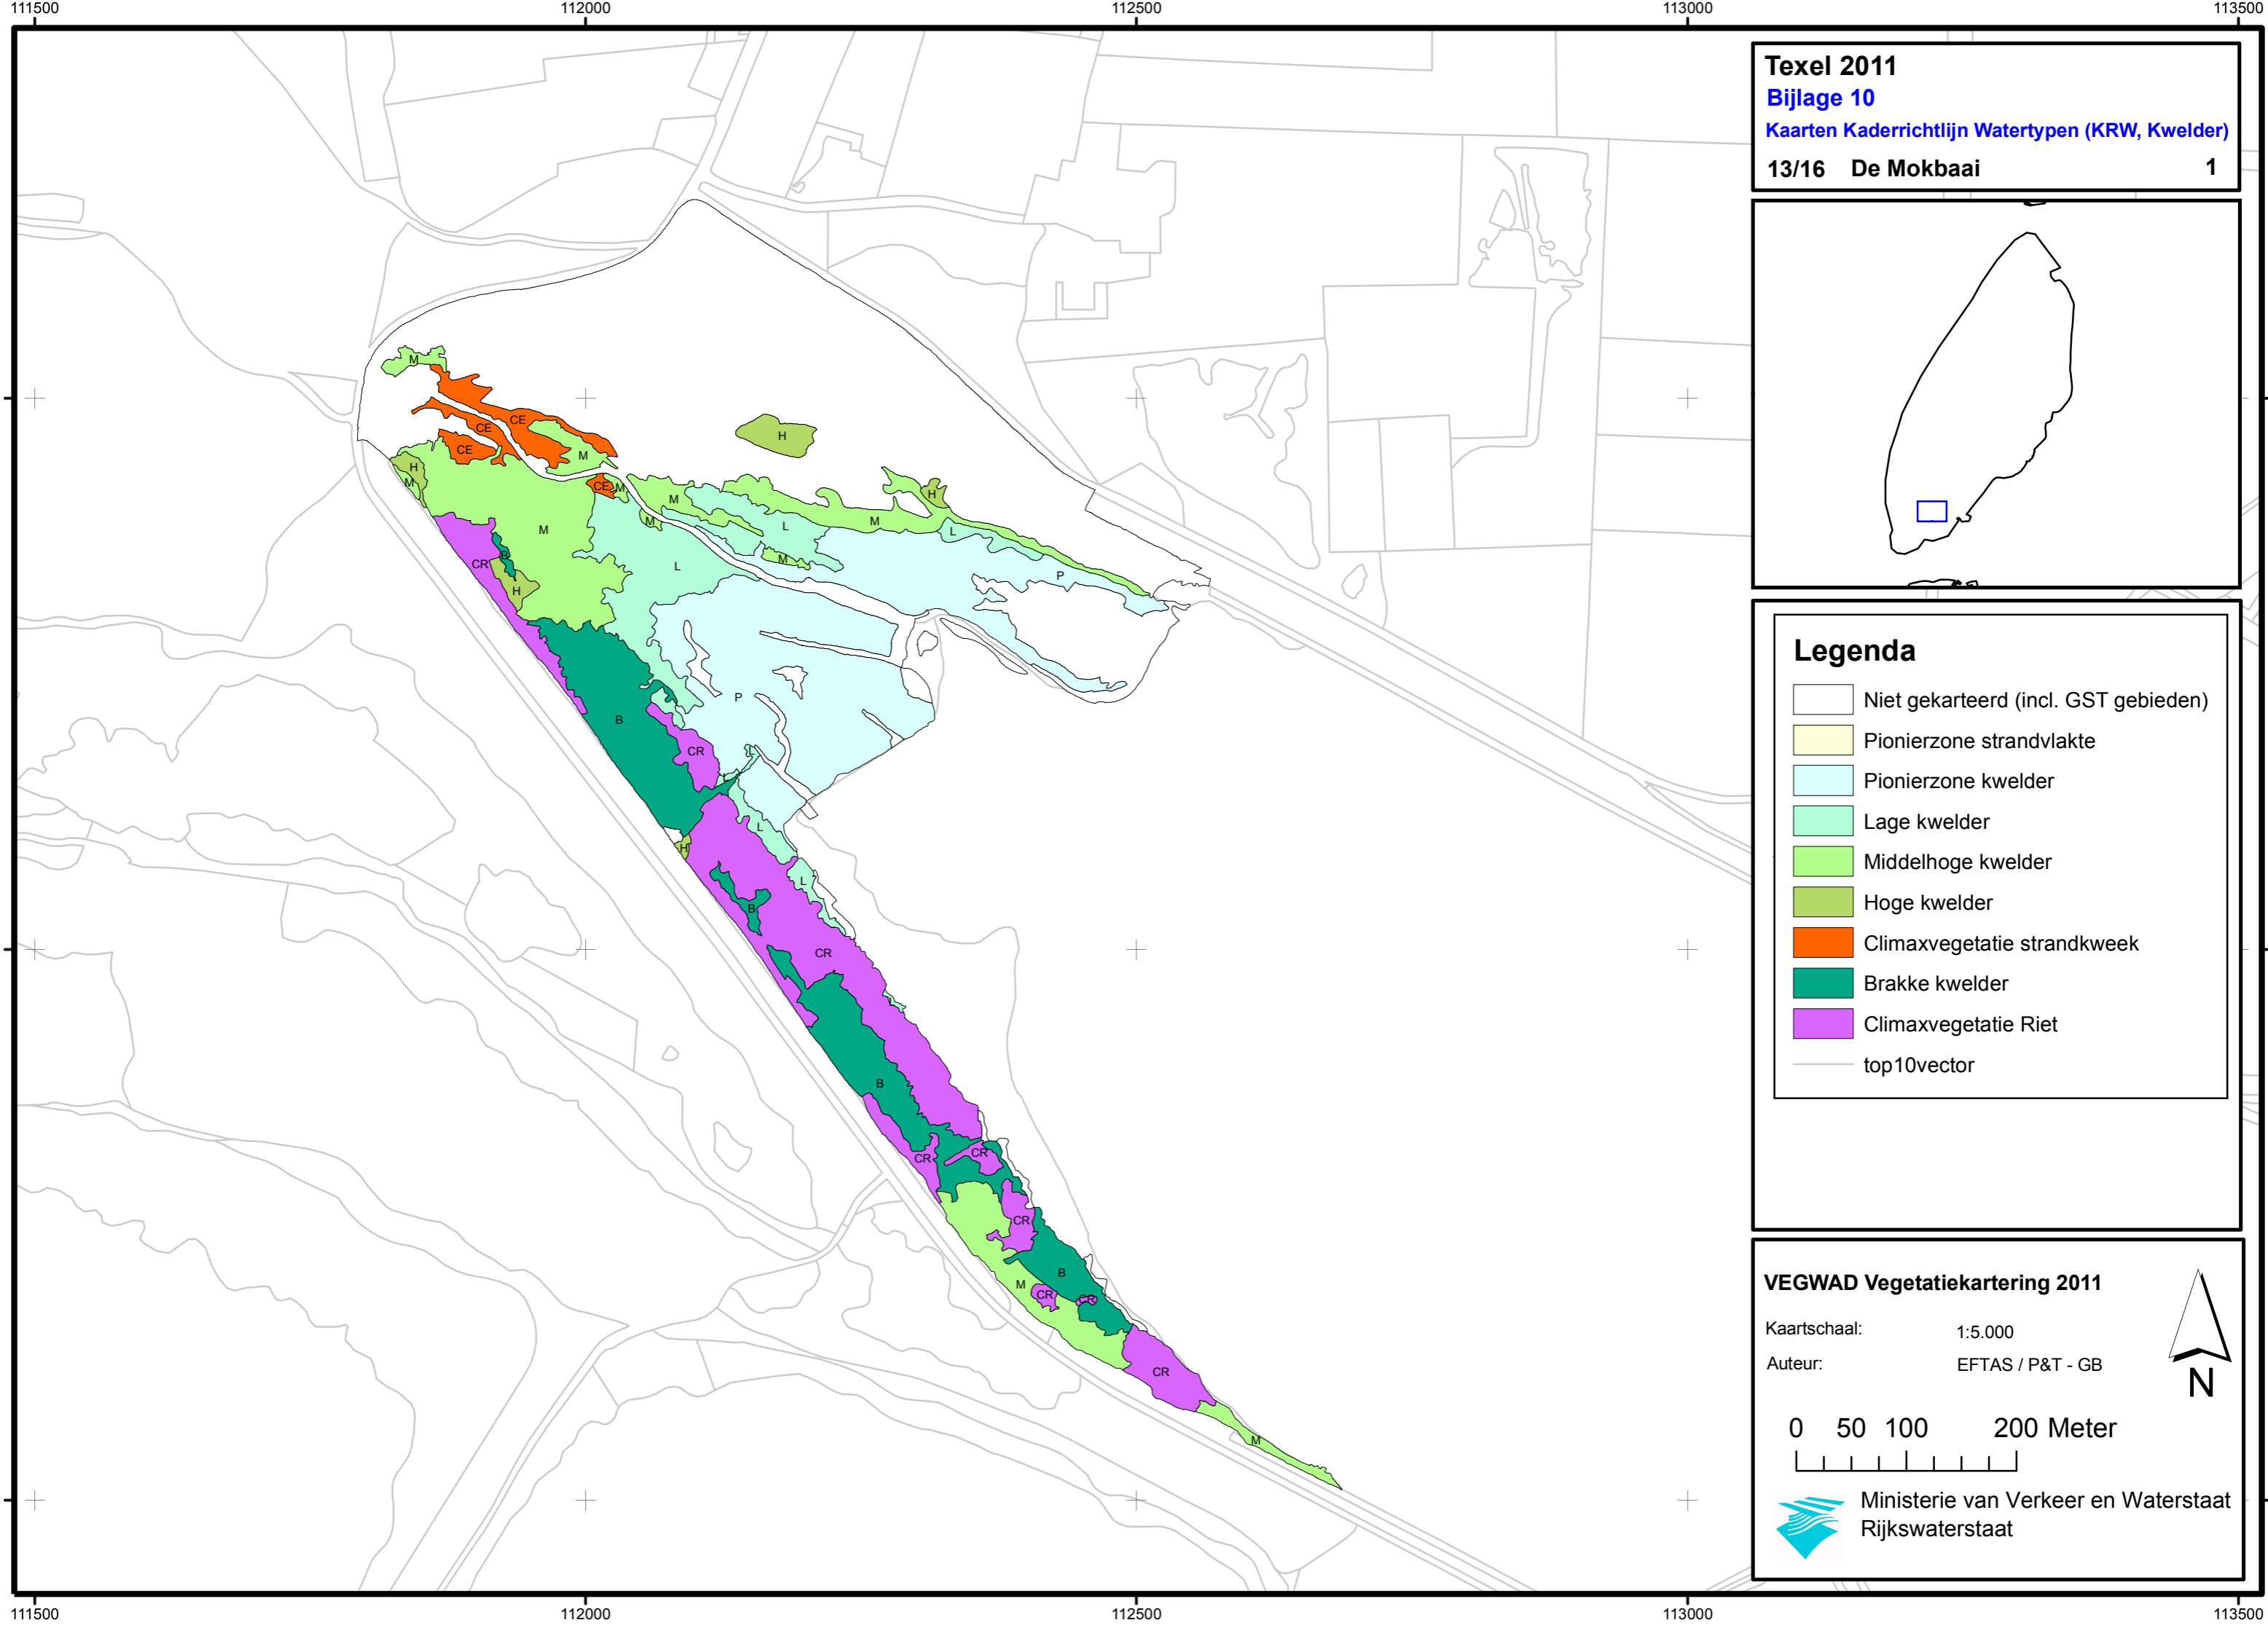 111500 112000 112500 113000 113500
Texel 2011
Bijlage 10
Kaarten Kaderrichtlijn Watertypen (KRW, Kwelder)
13/16 De Mokbaai 1
M
CE
CE
H
M
CE
M
H
CE
M
H
M
M
M
M
L
L
M
B
M
CR
L
P
H
P
B
CR
L
L
L
H
L
B
CR
L
B
CR
CR
CR
B
M
CR
CR
CR
M
Legenda
Niet gekarteerd (incl. GST gebieden)
Pionierzone strandvlakte
Pionierzone kwelder
Lage kwelder
Middelhoge kwelder
Hoge kwelder
Climaxvegetatie strandkweek
Brakke kwelder
Climaxvegetatie Riet
top10vector
VEGWAD Vegetatiekartering 2011
Kaartschaal: 1:5.000
Auteur: EFTAS / P&T - GB
N
0 50 100 200 Meter
Ministerie van Verkeer en Waterstaat
Rijkswaterstaat
111500 112000 112500 113000 113500